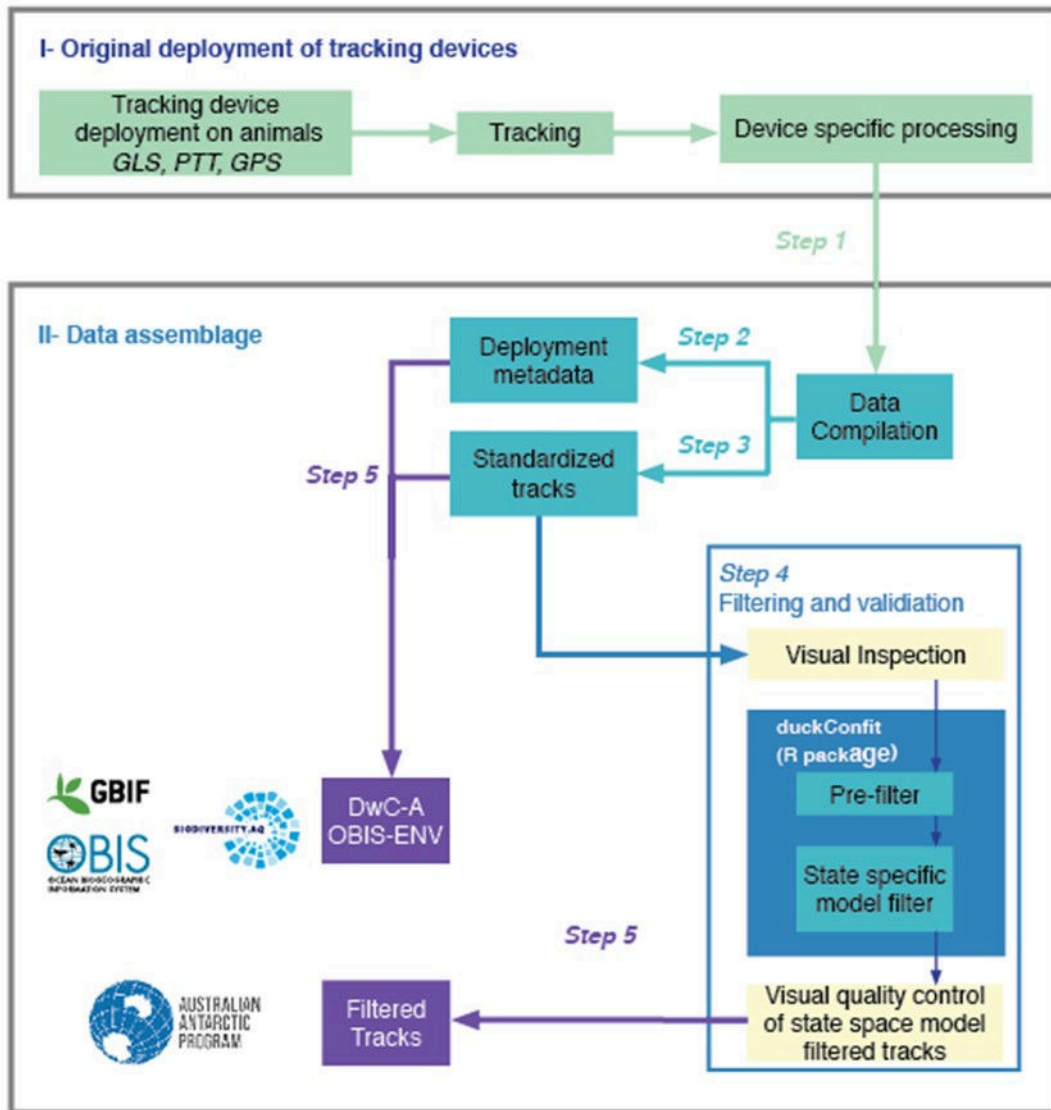 I- Original deployment of tracking devices
Tracking device
deployment on animals
GLS, PTT, GPS
Tracking
Device specific processing
Step 1
II- Data assemblage
Deployment
metadata
Step 2
Data
Compilation
Step 3
Standardized
tracks
Step 5
Step 4
Filtering and validiation
Visual Inspection
duckConfit
(R package)
Pre-filter
State specific
model filter
GBIF
BIODIVERSITY.AQ
OBIS
OCEAN BIOGEOGRAPHIC
INFORMATION SYSTEM
DwC-A
OBIS-ENV
Step 5
Visual quality control
of state space model
filtered tracks
Filtered
Tracks
AUSTRALIAN
ANTARCTIC
PROGRAM